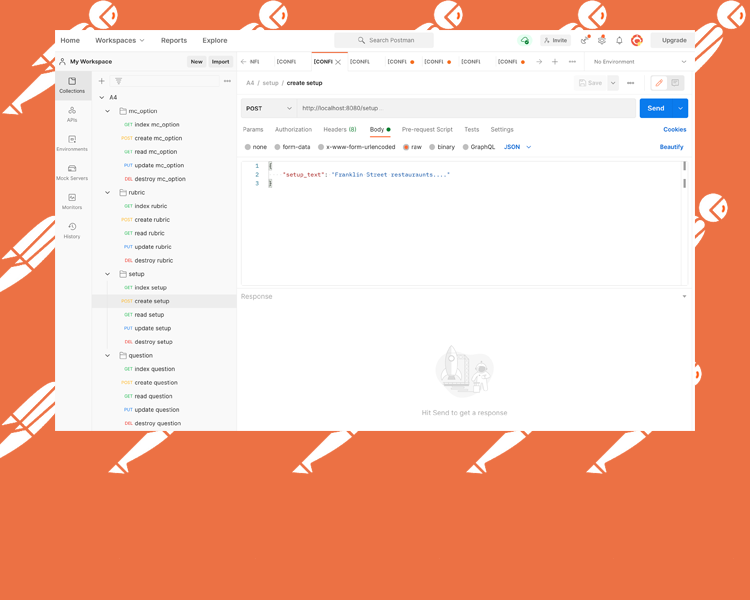 Home Workspaces Reports Explore Search Postman Invite Upgrade
My Workspace New Import NFI [CONFI [CONFI [CONFI [CONFI [CONFI [CONFI [CONFI No Environment
Collections
APIs
Environments
Mock Servers
Monitors
History
A4
mc_option
GET index mc_option
POST create mc_option
GET read mc_option
PUT update mc_option
DEL destroy mc_option
rubric
GET index rubric
POST create rubric
GET read rubric
PUT update rubric
DEL destroy rubric
setup
GET index setup
POST create setup
GET read setup
PUT update setup
DEL destroy setup
question
GET index question
POST create question
GET read question
PUT update question
DEL destroy question
A4 / setup / create setup Save
POST http://localhost:8080/setup... Send
Params Authorization Headers (8) Body Pre-request Script Tests Settings Cookies
none form-data x-www-form-urlencoded raw binary GraphQL JSON Beautify
1 {
2 "setup_text": "Franklin Street restauraunts...."
3 }
Response
Hit Send to get a response